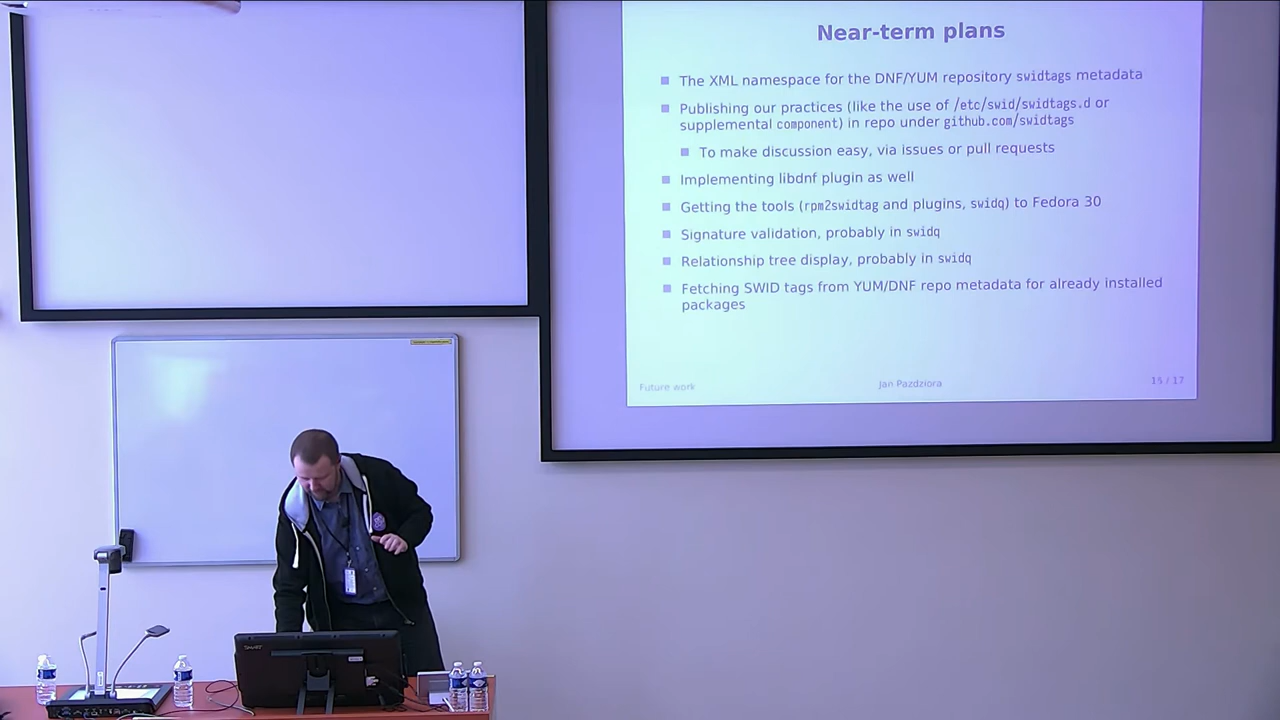 Near-term plans
The XML namespace for the DNF/YUM repository swidtags metadata
Publishing our practices (like the use of /etc/swid/swidtags.d or
supplemental component) in repo under github.com/swidtags
To make discussion easy, via issues or pull requests
Implementing libdnf plugin as well
Getting the tools (rpm2swidtag and plugins, swidq) to Fedora 30
Signature validation, probably in swidq
Relationship tree display, probably in swidq
Fetching SWID tags from YUM/DNF repo metadata for already installed
packages
Future work
Jan Pazdziora
15 / 17